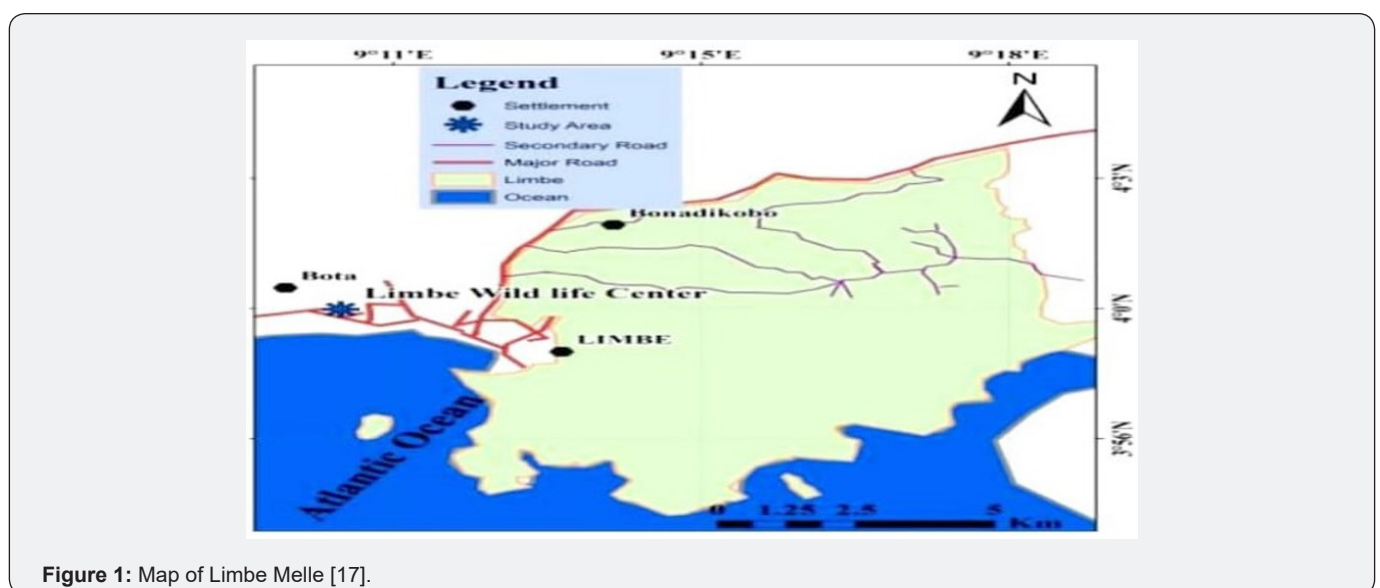 9°11'E 9°15'E 9°18'E
Legend
Settlement
Study Area
Secondary Road
Major Road
Limbe
Ocean
N
4°3'N
Bonadikobo
Bota
Limbe Wild life Center
4°0'N
LIMBE
Atlantic Ocean
3°56'N
0 1.25 2.5 5
Km
Figure 1: Map of Limbe Melle [17].